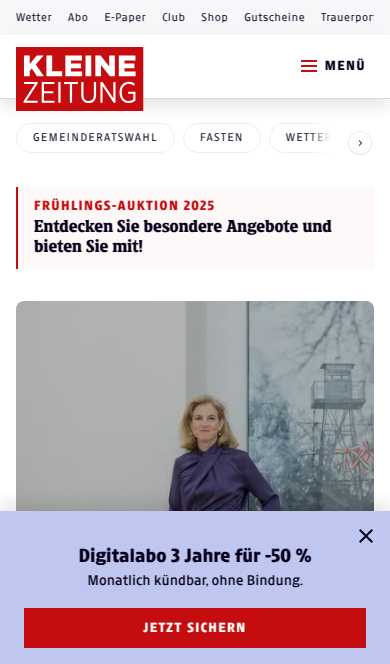 Wetter Abo E-Paper Club Shop Gutscheine Trauerpor
KLEINE
ZEITUNG
MENÜ
GEMEINDERATSWAHL FASTEN WETTER
FRÜHLINGS-AUKTION 2025
Entdecken Sie besondere Angebote und
bieten Sie mit!
Digitalabo 3 Jahre für -50 %
Monatlich kündbar, ohne Bindung.
JETZT SICHERN